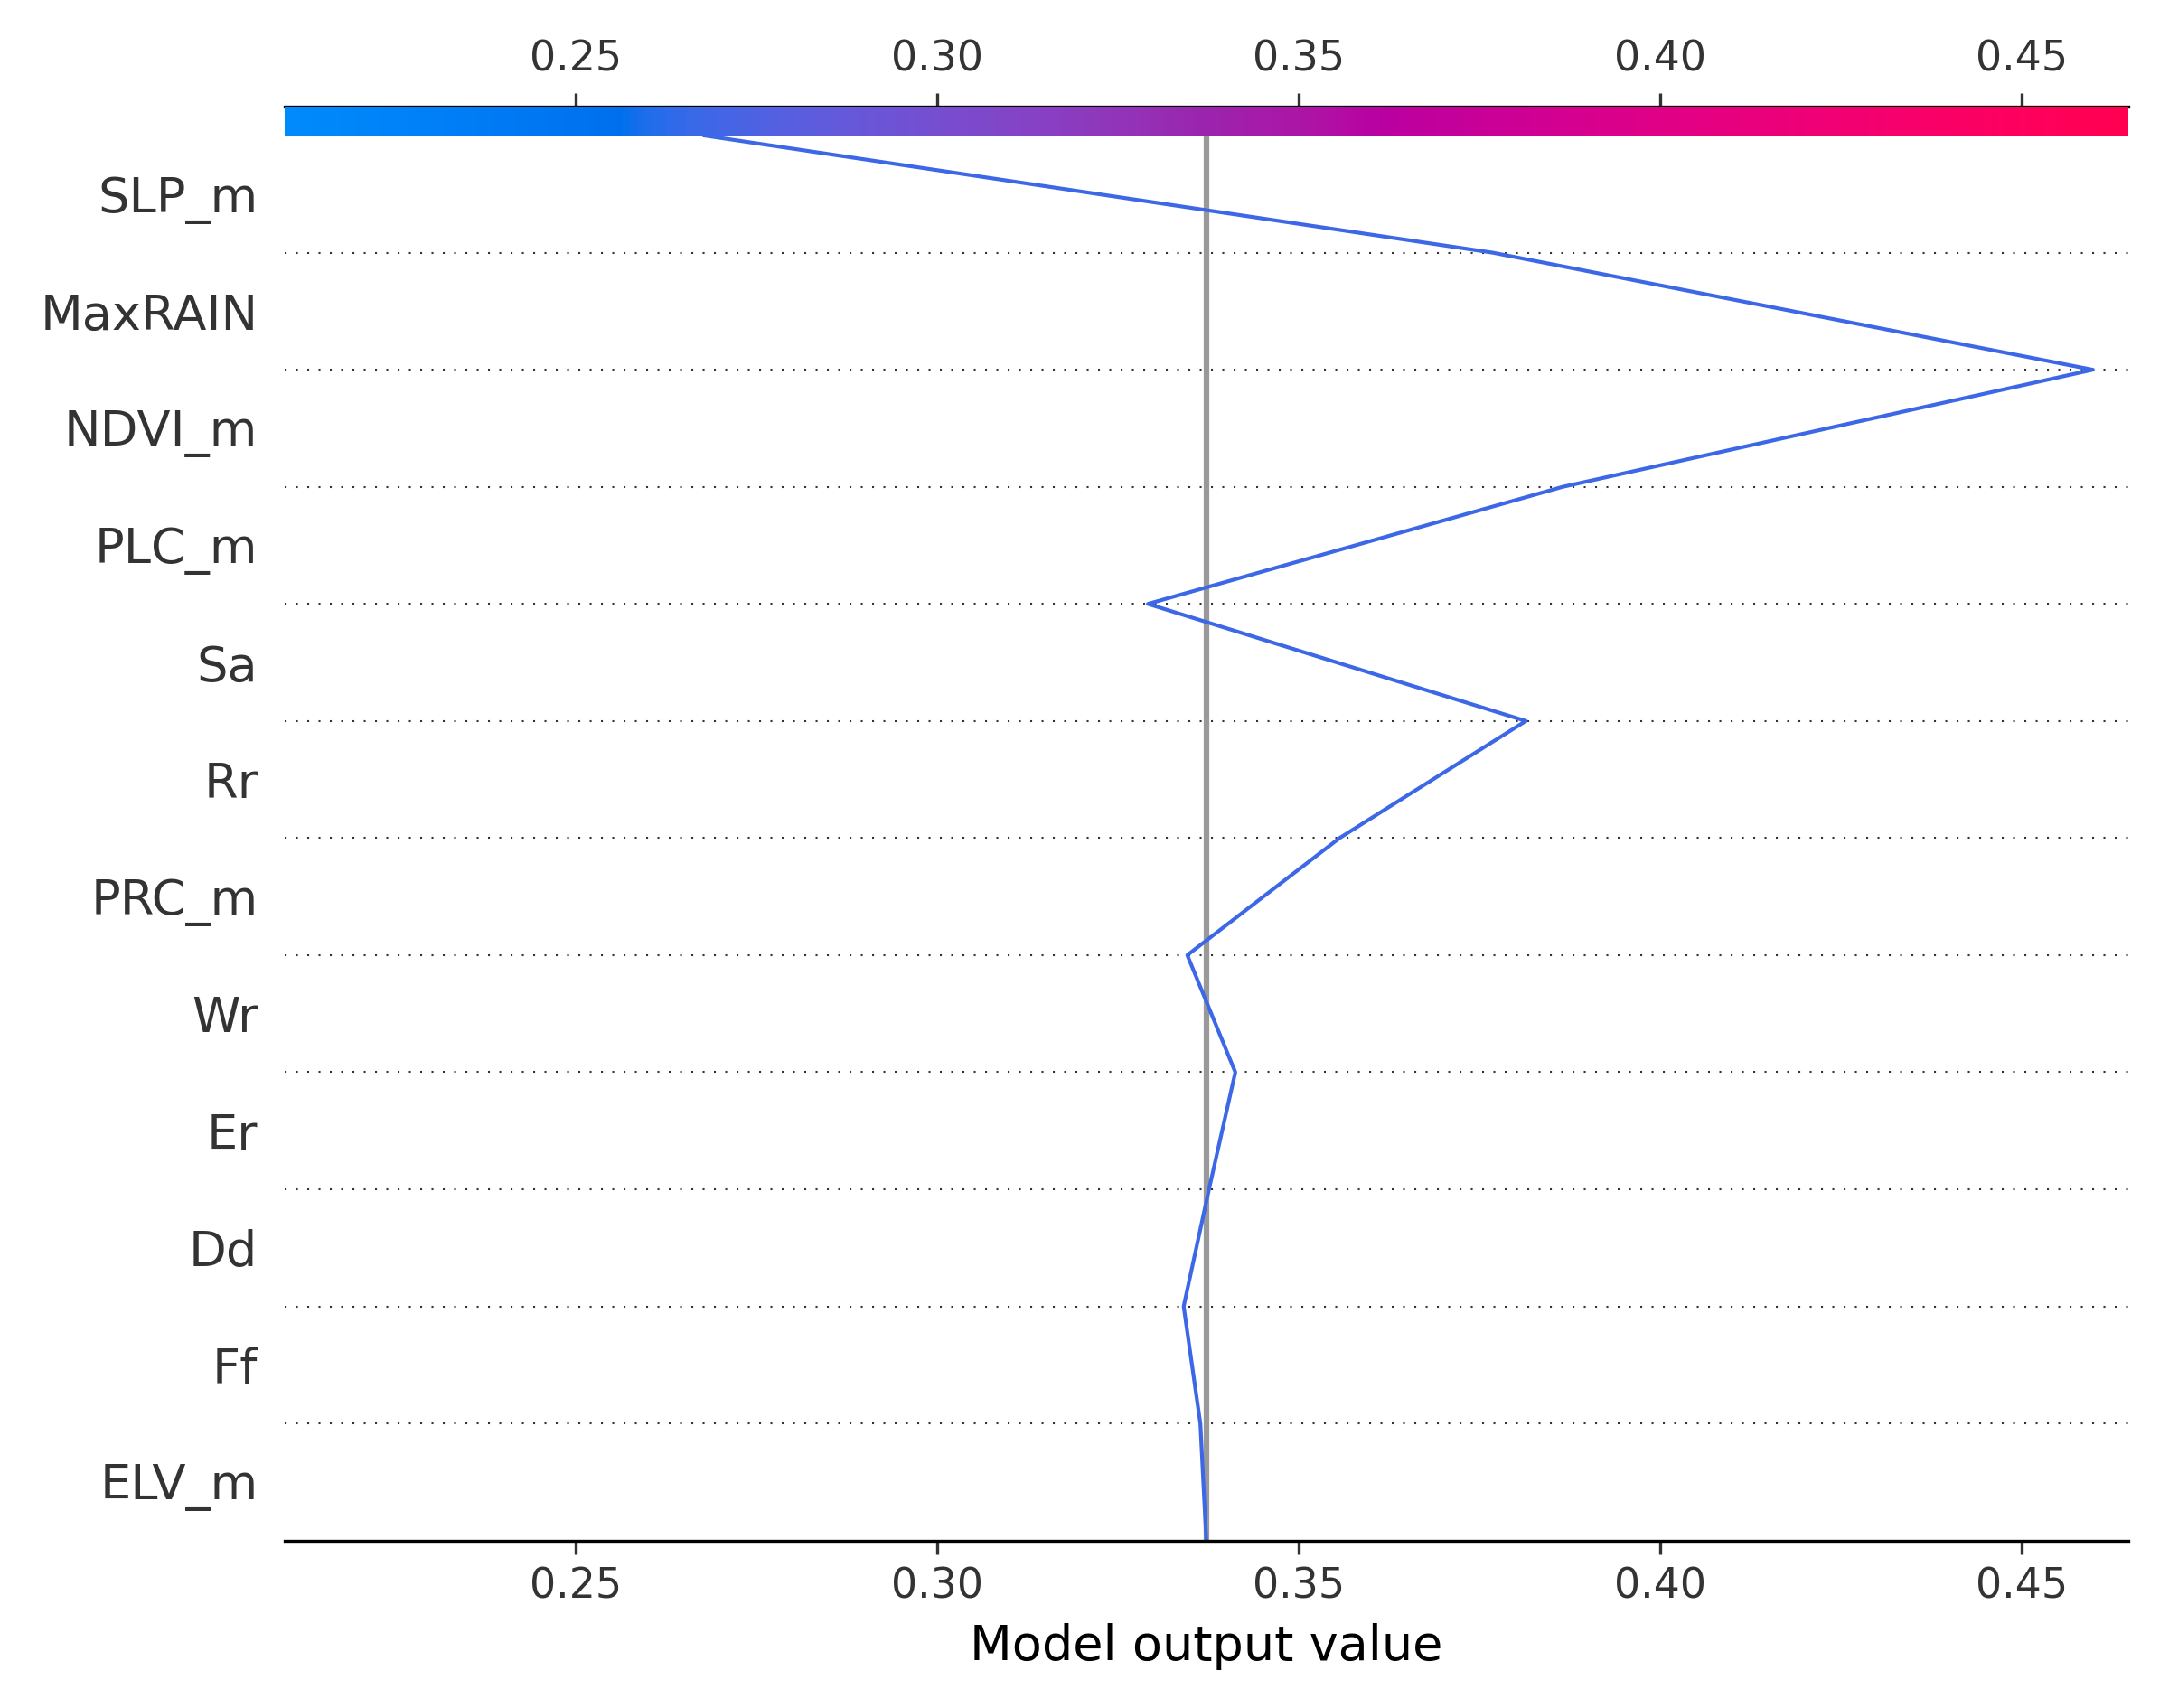 0.25 0.30 0.35 0.40 0.45
SLP_m
MaxRAIN
NDVI_m
PLC_m
Sa
Rr
PRC_m
Wr
Er
Dd
Ff
ELV_m
0.25 0.30 0.35 0.40 0.45
Model output value